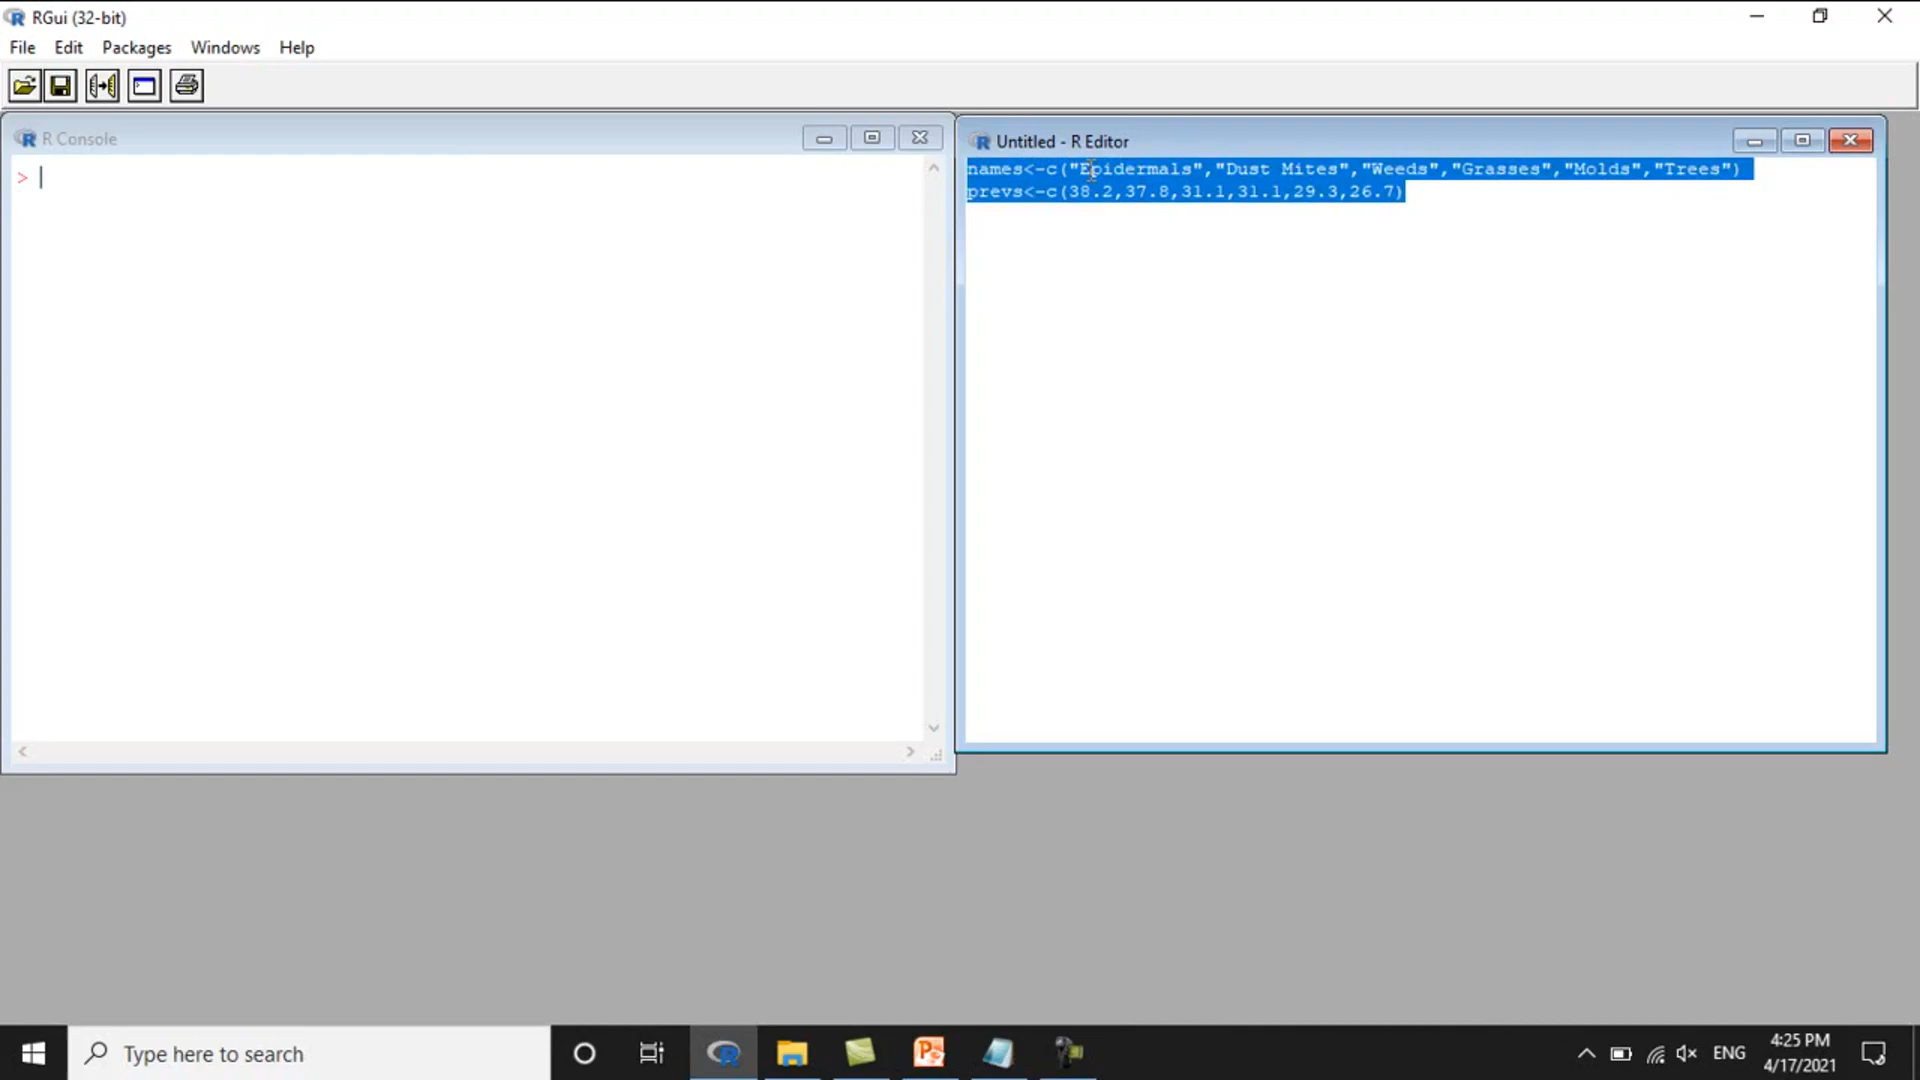 RGui (32-bit)
File Edit Packages Windows Help
R Console
>
Untitled - R Editor
names<-c("Epidermals","Dust Mites","Weeds","Grasses","Molds","Trees")
prevs<-c(38.2,37.8,31.1,31.1,29.3,26.7)
Type here to search
ENG
4:25 PM
4/17/2021